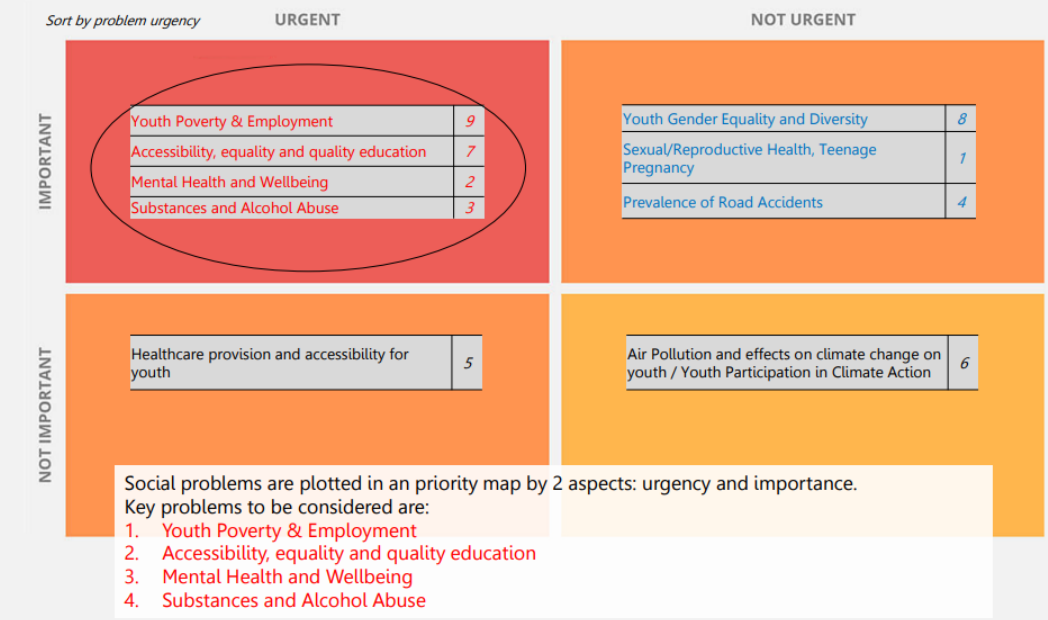 Sort by problem urgency
URGENT
NOT URGENT
IMPORTANT
Youth Poverty & Employment 9
Accessibility, equality and quality education 7
Mental Health and Wellbeing 2
Substances and Alcohol Abuse 3
Youth Gender Equality and Diversity 8
Sexual/Reproductive Health, Teenage
Pregnancy 1
Prevalence of Road Accidents 4
NOT IMPORTANT
Healthcare provision and accessibility for
youth 5
Air Pollution and effects on climate change on
youth / Youth Participation in Climate Action 6
Social problems are plotted in an priority map by 2 aspects: urgency and importance.
Key problems to be considered are:
1. Youth Poverty & Employment
2. Accessibility, equality and quality education
3. Mental Health and Wellbeing
4. Substances and Alcohol Abuse